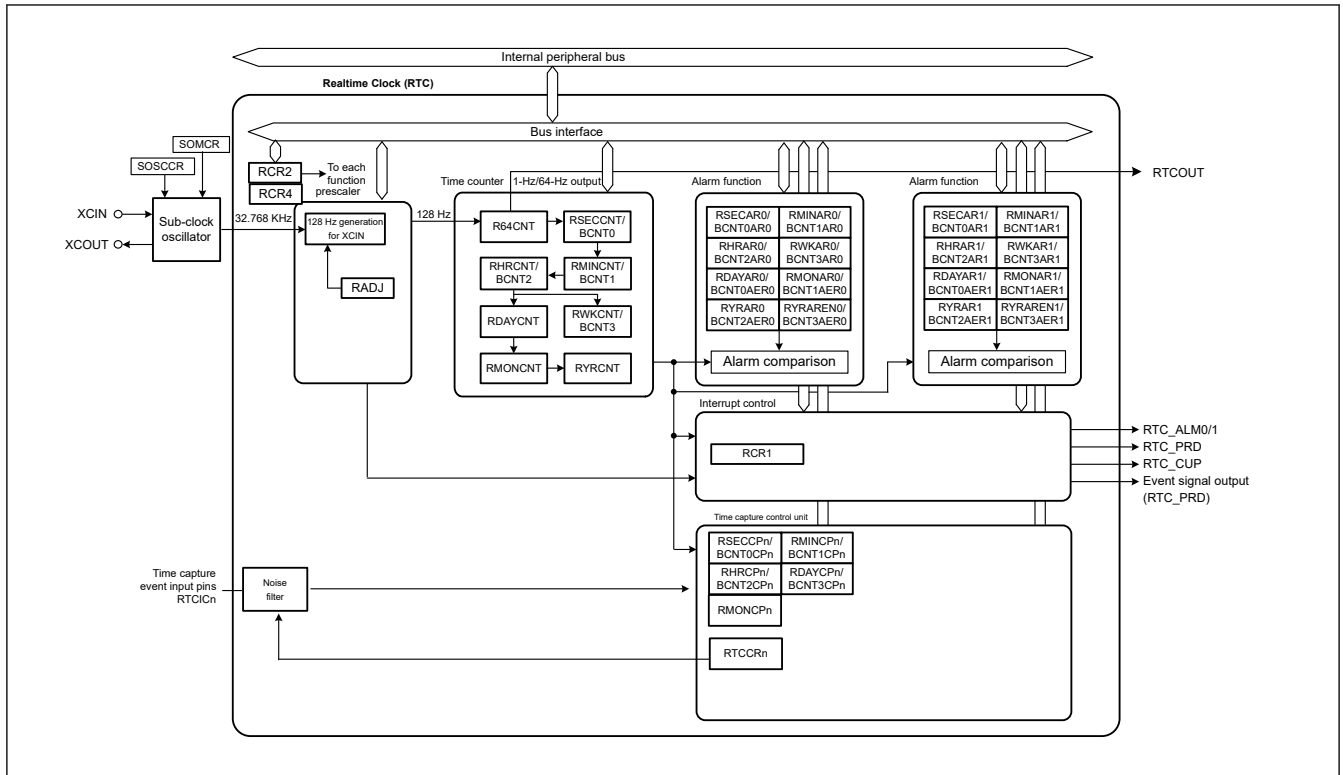 Internal peripheral bus
Realtime Clock (RTC)
Bus interface
SOMCR
SOSCCR
XCIN
XCOUT
Sub-clock
oscillator
32.768 KHz
RCR2
RCR4
To each
function
prescaler
128 Hz generation
for XCIN
RADJ
128 Hz
Time counter
1-Hz/64-Hz output
R64CNT
RSECCNT/
BCNT0
RHRCNT/
BCNT2
RMINCNT/
BCNT1
RDAYCNT
RWKCNT/
BCNT3
RMONCNT
RYRCNT
Alarm function
RSECAR0/
BCNT0AR0
RMINAR0/
BCNT1AR0
RHRAR0/
BCNT2AR0
RWKAR0/
BCNT3AR0
RDAYAR0/
BCNT0AER0
RMONAR0/
BCNT1AER0
RYRAR0
BCNT2AER0
RYRAREN0/
BCNT3AER0
Alarm comparison
Alarm function
RSECAR1/
BCNT0AR1
RMINAR1/
BCNT1AR1
RHRAR1/
BCNT2AR1
RWKAR1/
BCNT3AR1
RDAYAR1/
BCNT0AER1
RMONAR1/
BCNT1AER1
RYRAR1
BCNT2AER1
RYRAREN1/
BCNT3AER1
Alarm comparison
RTCOUT
Interrupt control
RCR1
RTC_ALM0/1
RTC_PRD
RTC_CUP
Event signal output
(RTC_PRD)
Time capture control unit
RSECCPn/
BCNT0CPn
RMINCPn/
BCNT1CPn
RHRCPn/
BCNT2CPn
RDAYCPn/
BCNT3CPn
RMONCPn
RTCCRn
Time capture
event input pins
RTCICn
Noise
filter